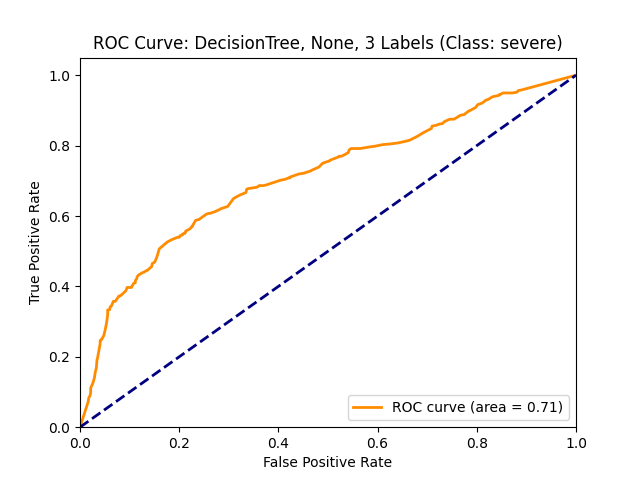 ROC Curve: DecisionTree, None, 3 Labels (Class: severe)
1.0
0.8
0.6
0.4
0.2
0.0
True Positive Rate
ROC curve (area = 0.71)
0.0 0.2 0.4 0.6 0.8 1.0
False Positive Rate